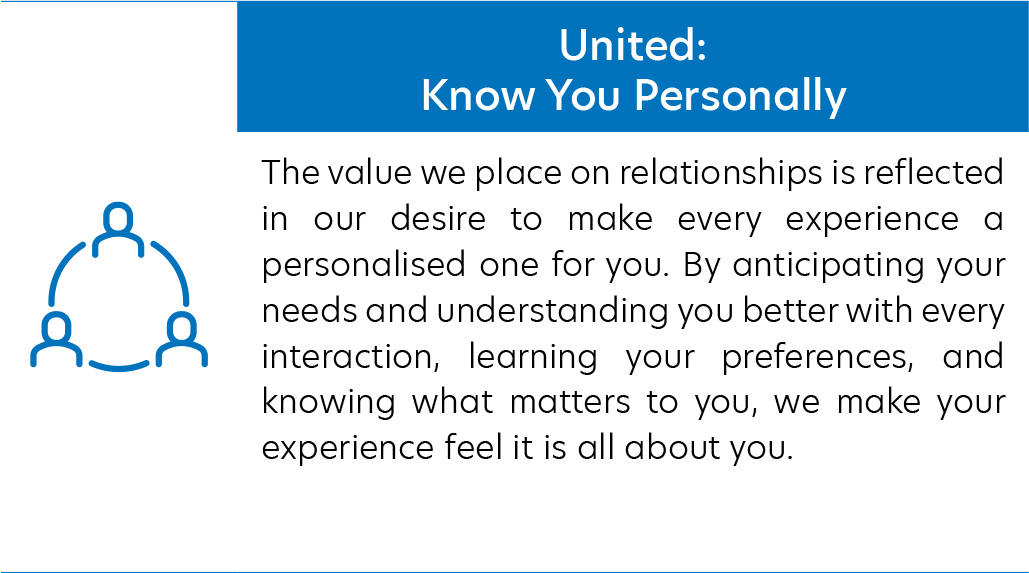 United:
Know You Personally
The value we place on relationships is reflected
in our desire to make every experience a
personalised one for you. By anticipating your
needs and understanding you better with every
interaction, learning your preferences, and
knowing what matters to you, we make your
experience feel it is all about you.